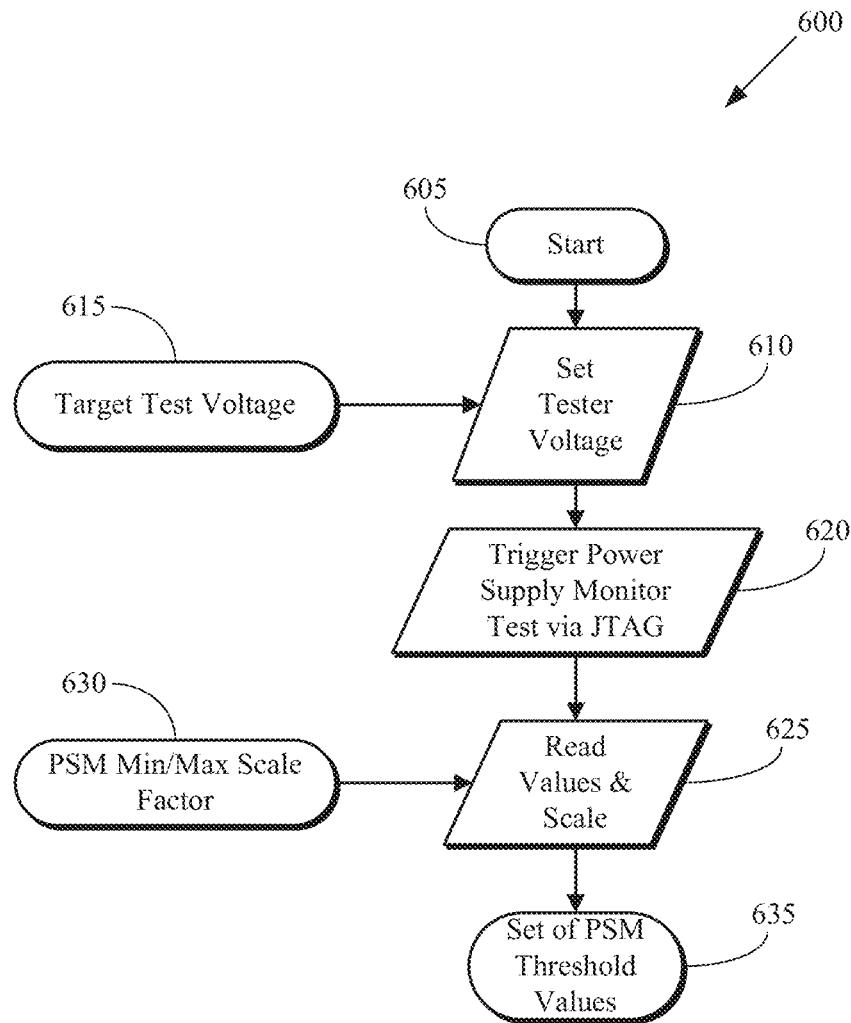 600
605
Start
615
Target Test Voltage
610
Set
Tester
Voltage
620
Trigger Power
Supply Monitor
Test via JTAG
630
PSM Min/Max Scale
Factor
625
Read
Values &
Scale
635
Set of PSM
Threshold
Values